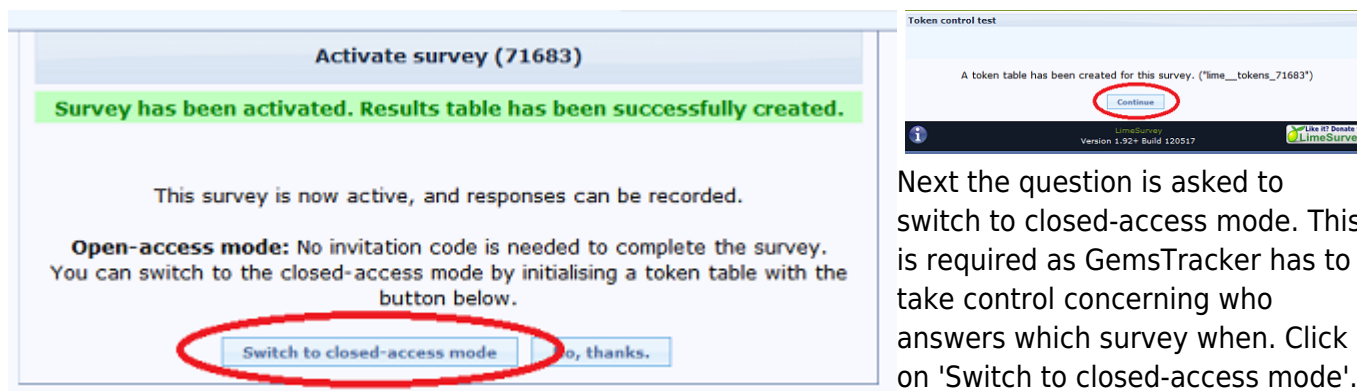 Activate survey (71683)
Survey has been activated. Results table has been successfully created.
This survey is now active, and responses can be recorded.
Open-access mode: No invitation code is needed to complete the survey.
You can switch to the closed-access mode by initialising a token table with the
button below.
Switch to closed-access mode
o, thanks.
Token control test
A token table has been created for this survey. ("lime__tokens_71683")
Continue
LimeSurvey
Version 1.92+ Build 120517
Like it? Donate
LimeSurve
Next the question is asked to
switch to closed-access mode. This
is required as GemsTracker has to
take control concerning who
answers which survey when. Click
on 'Switch to closed-access mode'.